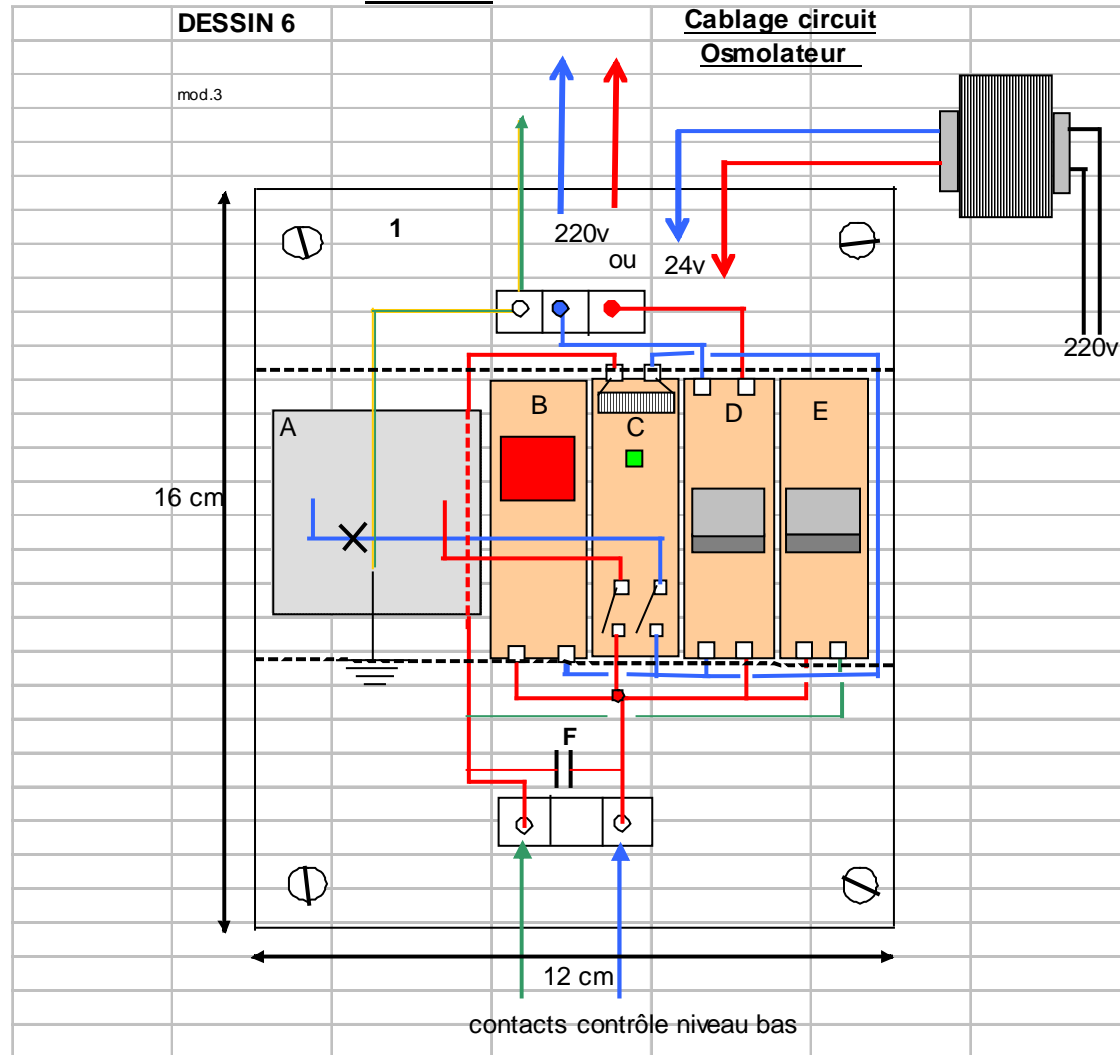 DESSIN 6
Cablage circuit
Osmolateur
mod.3
1
220v
ou
24v
220v
A
B
C
D
E
16 cm
F
12 cm
contacts contrôle niveau bas